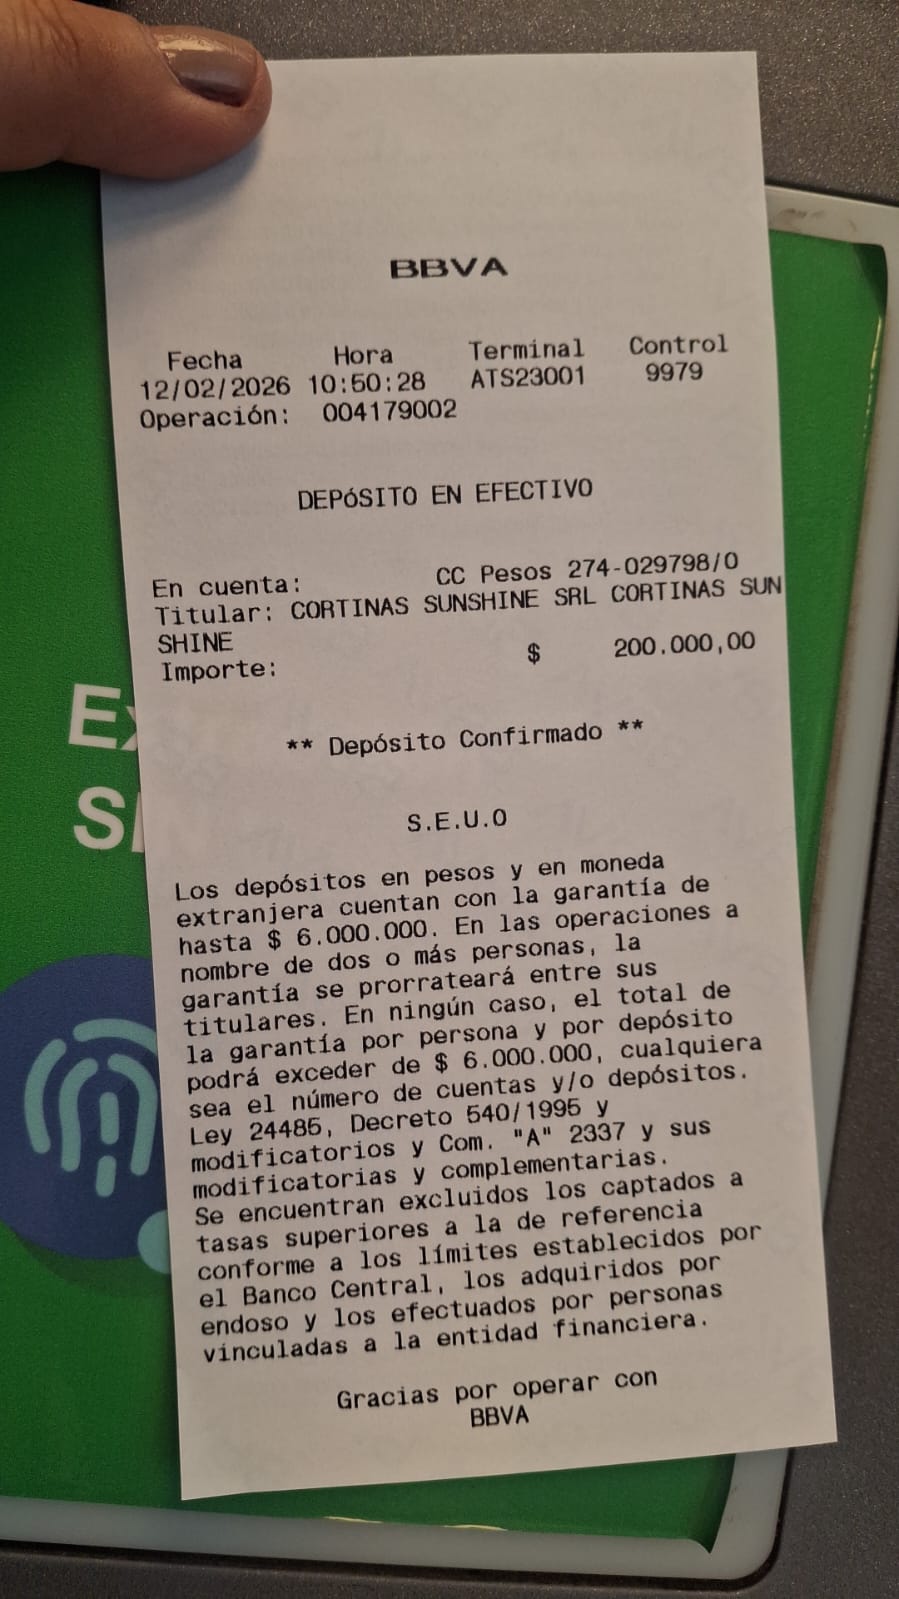 BBVA
Fecha Hora Terminal Control
12/02/2026 10:50:28 ATS23001 9979
Operación: 004179002
DEPóSITO EN EFECTIVO
En cuenta: CC Pesos 274-029798/0
Titular: CORTINAS SUNSHINE SRL CORTINAS SUN
SHINE
Importe: $ 200.000,00
** Depósito Confirmado **
S.E.U.O
Los depósitos en pesos y en moneda
extranjera cuentan con la garantía de
hasta $ 6.000.000. En las operaciones a
nombre de dos o más personas, la
garantía se prorrateará entre sus
titulares. En ningún caso, el total de
la garantía por persona y por depósito
podrá exceder de $ 6.000.000, cualquiera
sea el número de cuentas y/o depósitos.
Ley 24485, Decreto 540/1995 y
modificatorios y Com. "A" 2337 y sus
modificatorias y complementarias.
Se encuentran excluidos los captados a
tasas superiores a la de referencia
conforme a los límites establecidos por
el Banco Central, los adquiridos por
endoso y los efectuados por personas
vinculadas a la entidad financiera.
Gracias por operar con
BBVA